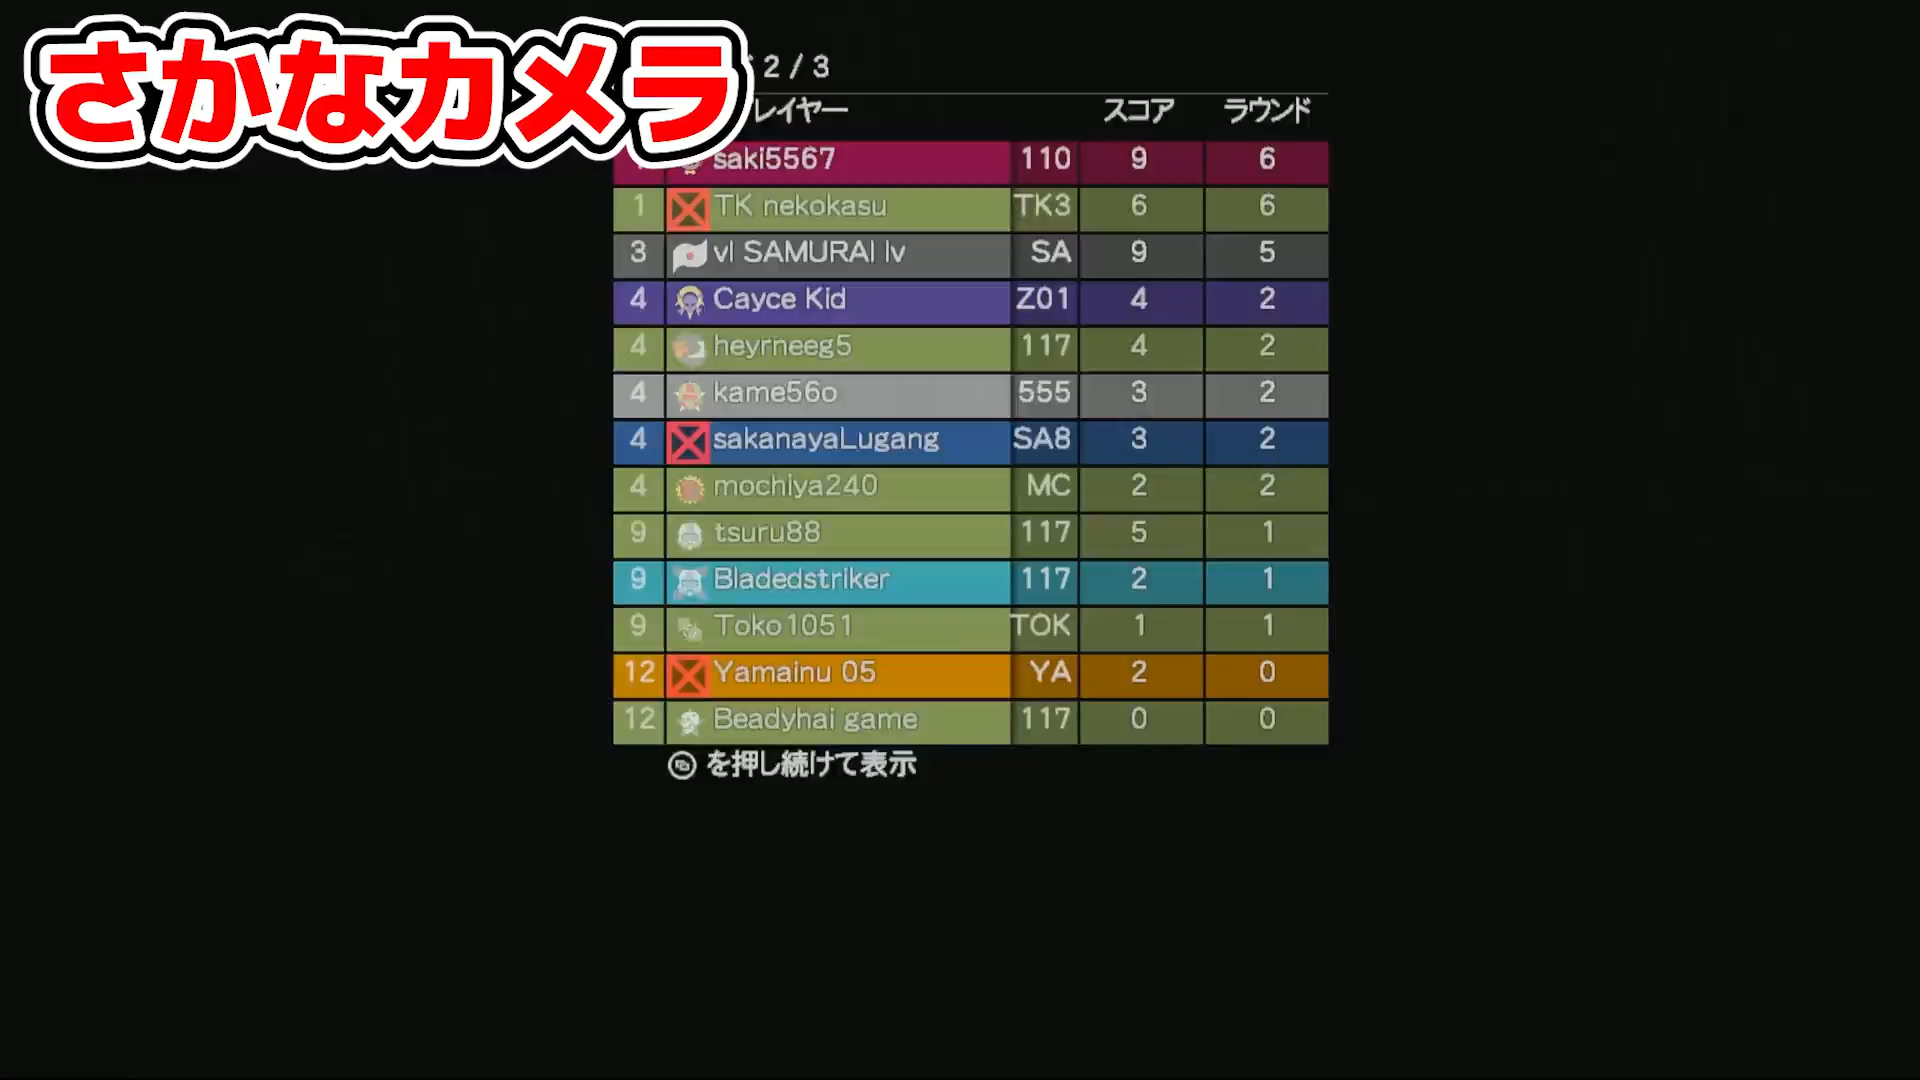 さかなカメラ
2 / 3
レイヤー スコア ラウンド
saki5567 110 9 6
1 TK nekokasu TK3 6 6
3 vl SAMURAI lv SA 9 5
4 Cayce Kid Z01 4 2
4 heyrneeg5 117 4 2
4 kame56o 555 3 2
4 sakanayaLugang SA8 3 2
4 mochiya240 MC 2 2
9 tsuru88 117 5 1
9 Bladedstriker 117 2 1
9 Toko1051 TOK 1 1
12 Yamainu 05 YA 2 0
12 Beadyhai game 117 0 0
を押し続けて表示